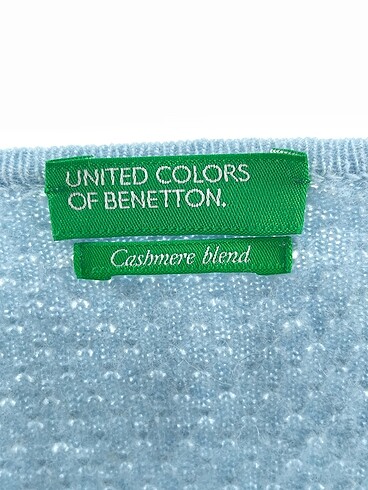 UNITED COLORS
OF BENETTON.
Cashmere blend